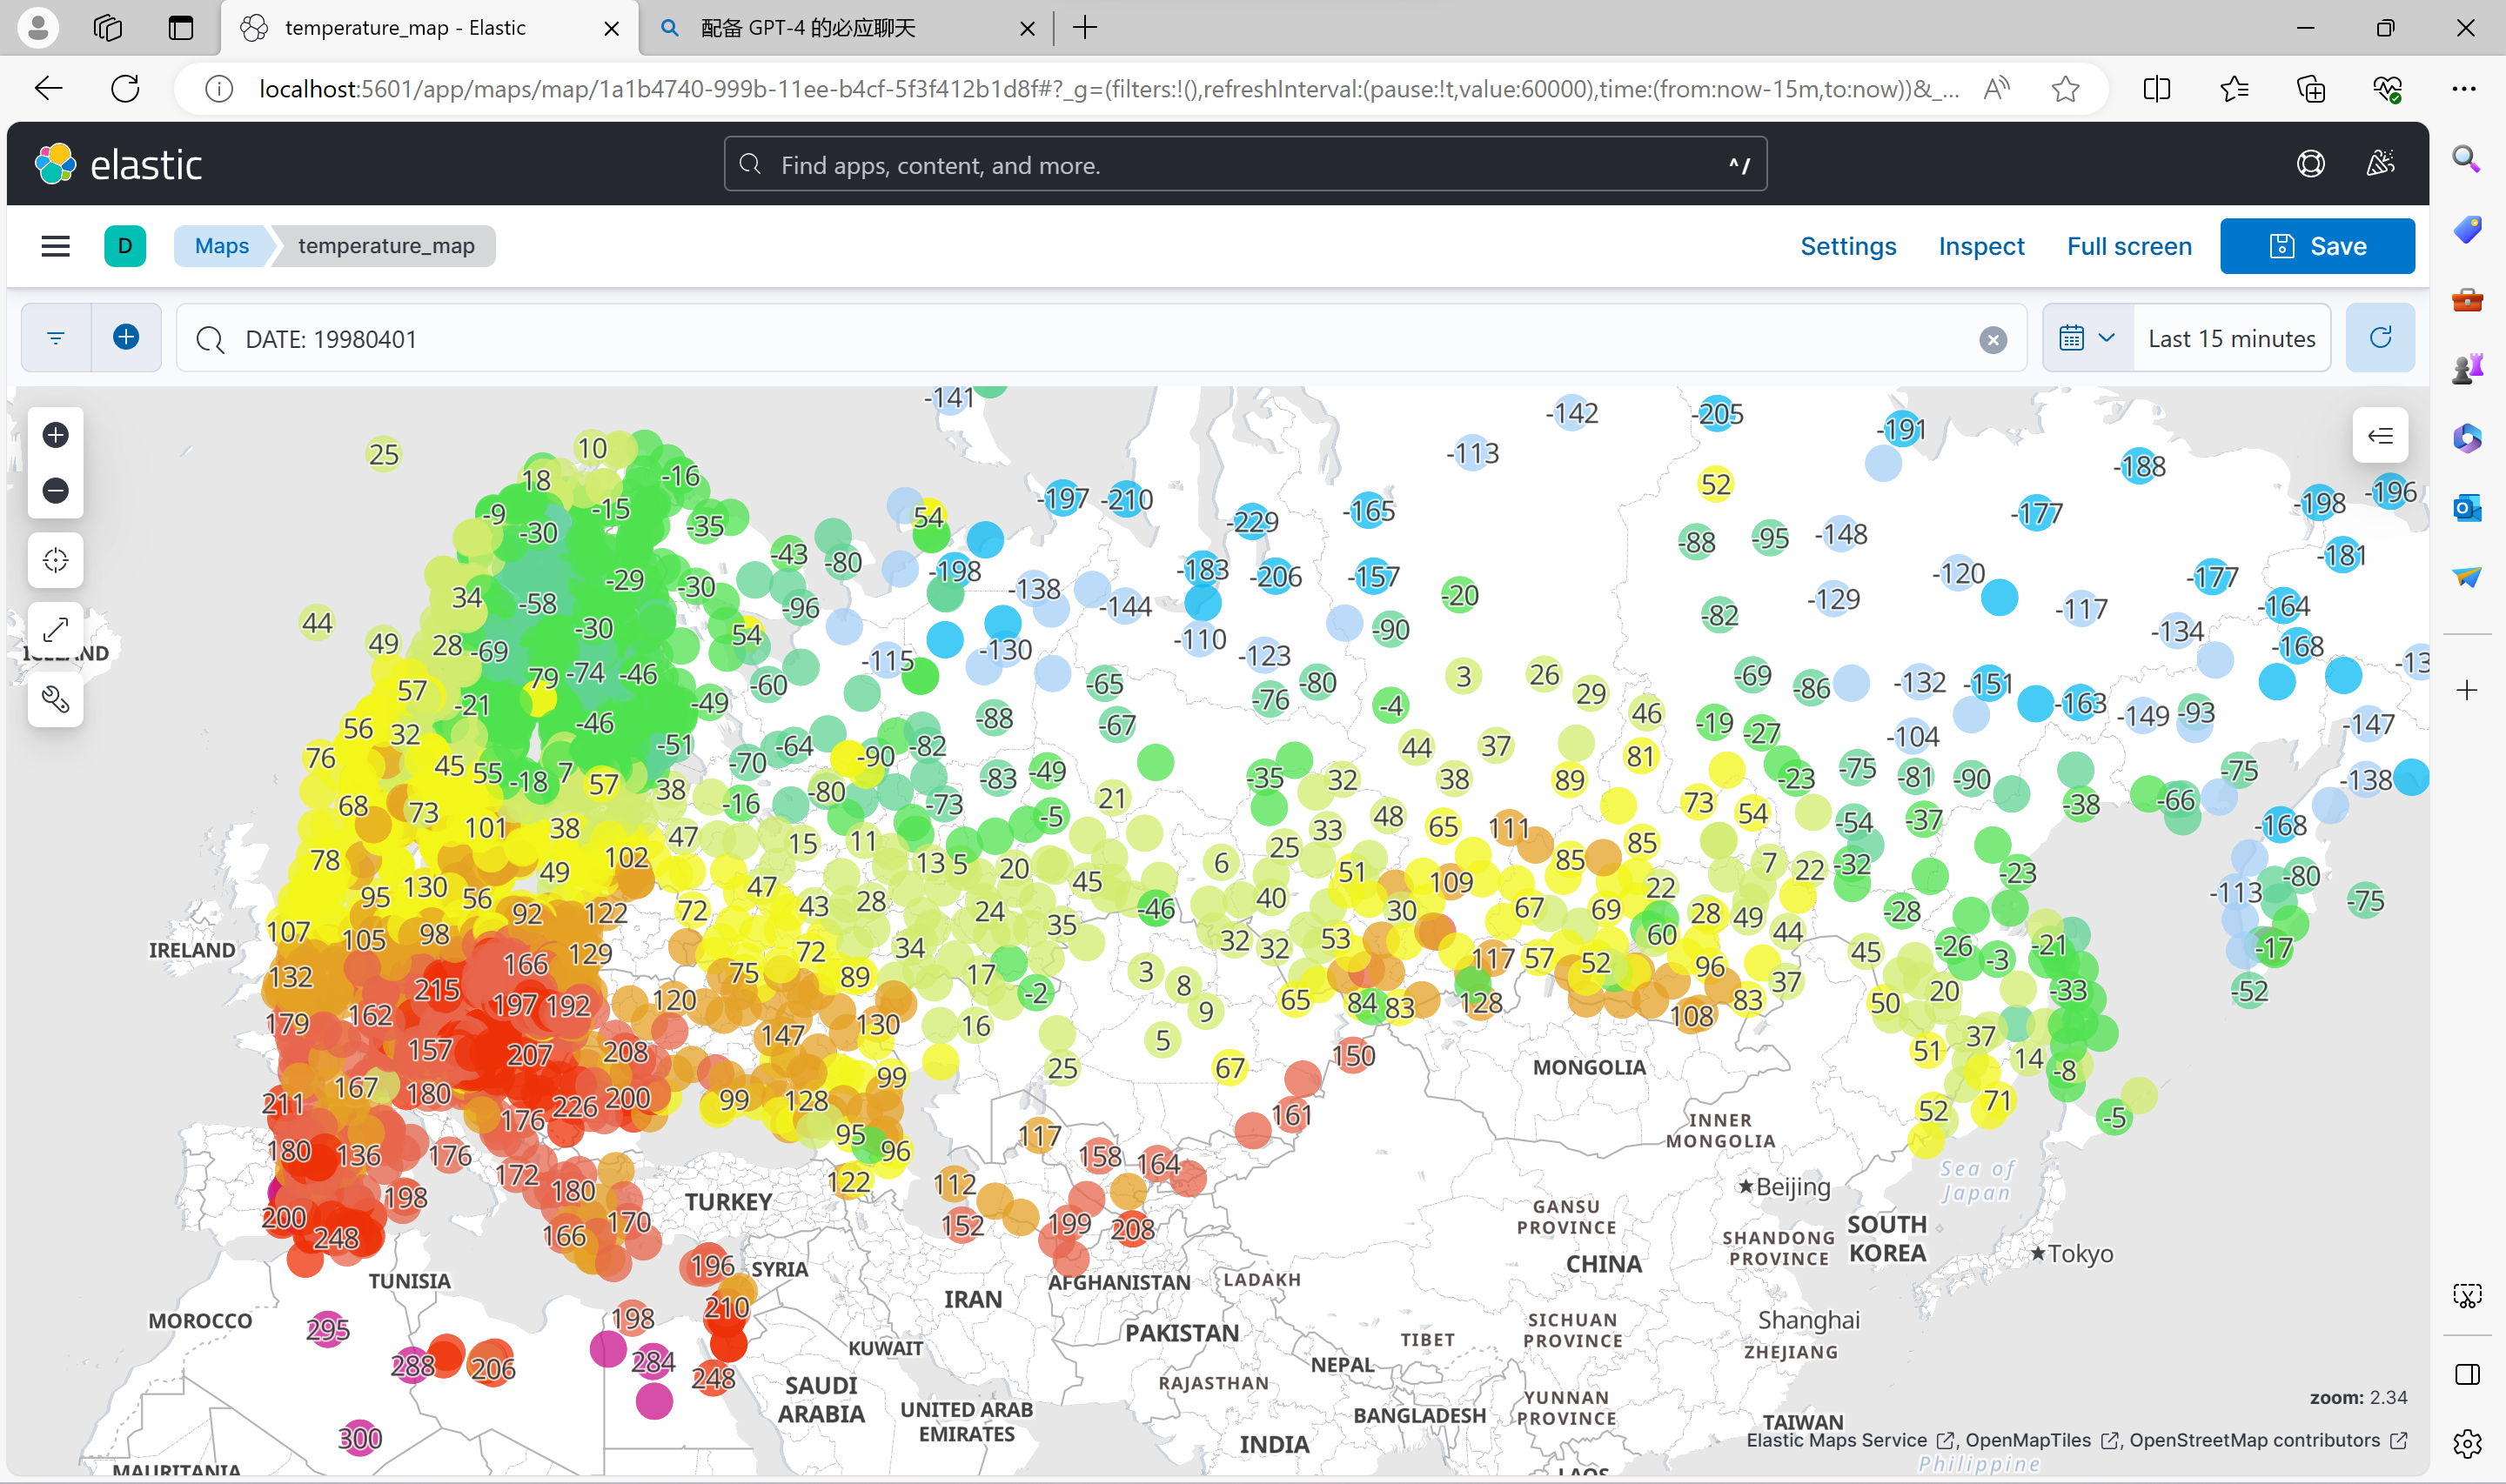 temperature_map - Elastic
配备 GPT-4 的必应聊天
localhost:5601/app/maps/map/1a1b4740-999b-11ee-b4cf-5f3f412b1d8f#?_g=(filters:!(),refreshInterval:(pause:!t,value:60000),time:(from:now-15m,to:now))&_...
elastic
Find apps, content, and more.
^ /
D
Maps
temperature_map
Settings
Inspect
Full screen
Save
DATE: 19980401
Last 15 minutes
-141
-142 -205
-191
25 10 -113
18 -16 52 -188
-9 -15 54 -197 -210 -165 -177 -198 -196
-30 -35 -229 -88 -95 -148
-43 -80 -198 -183 -206 -157 -120 -177 -181
-29 -30 -138 -20
34 -58 -96 -144 -82 -129 -117 -164
44 -30 54 -110 -90 -134
49 28 -69 -115 -130 -123 -168
ICELAND
79 -74 -46 -60 -65 -76 -80 3 26 -69 -86 -132 -151 -13
57 -21 -49 -4 29 -163
56 32 -46 -88 -67 46 -19 -27 -149 -93 -147
76 -51 -64 -90 -82 44 37 81 -104
45 55 -18 7 57 -70 -83 -49 -35 32 38 89 -23 -75 -81 -90 -75 -138
68 73 38 -16 -80 -73 -5 21 48 73 54 -38 -66
101 38 47 15 11 33 65 111 85 -54 -37 -168
78 102 13 5 20 6 25 51 85 7 22 -32 -23 -80
95 130 56 49 47 45 40 109 22 -113
92 122 72 43 28 24 35 -46 30 67 69 28 49 -28 -75
107 105 98 32 32 53 60 44
IRELAND
129 72 34 45 -26 -21 -17
132 166 75 89 17 3 117 57 52 96 37 -3
215 197 192 120 -2 8 65 84 83 128 83 50 20 -33 -52
179 162 147 130 16 9 108
157 207 208 5 150 51 37 14
99 25 67 MONGOLIA -8
167 180 99 128
211 176 226 200 161 52 71 -5
INNER
MONGOLIA
95 117
180 136 176 96 158 164
172 122 112 Sea of
Japan
198 180 TURKEY ★Beijing
200 166 170 152 199 208
248
GANSU
PROVINCE
SHANDONG
PROVINCE
SOUTH
KOREA
★Tokyo
196 SYRIA
TUNISIA AFGHANISTAN LADAKH CHINA
MOROCCO 198 210 IRAN
295 PAKISTAN
SICHUAN
PROVINCE
Shanghai
KUWAIT TIBET ZHEJIANG
288 206 284 248 NEPAL
SAUDI
ARABIA
RAJASTHAN
UNITED ARAB
EMIRATES
BANGLADESH
YUNNAN
PROVINCE
TAIWAN
zoom: 2.34
300 INDIA
Elastic Maps Service , OpenMapTiles , OpenStreetMap contributors
MAURITANIA LAOS Philippine